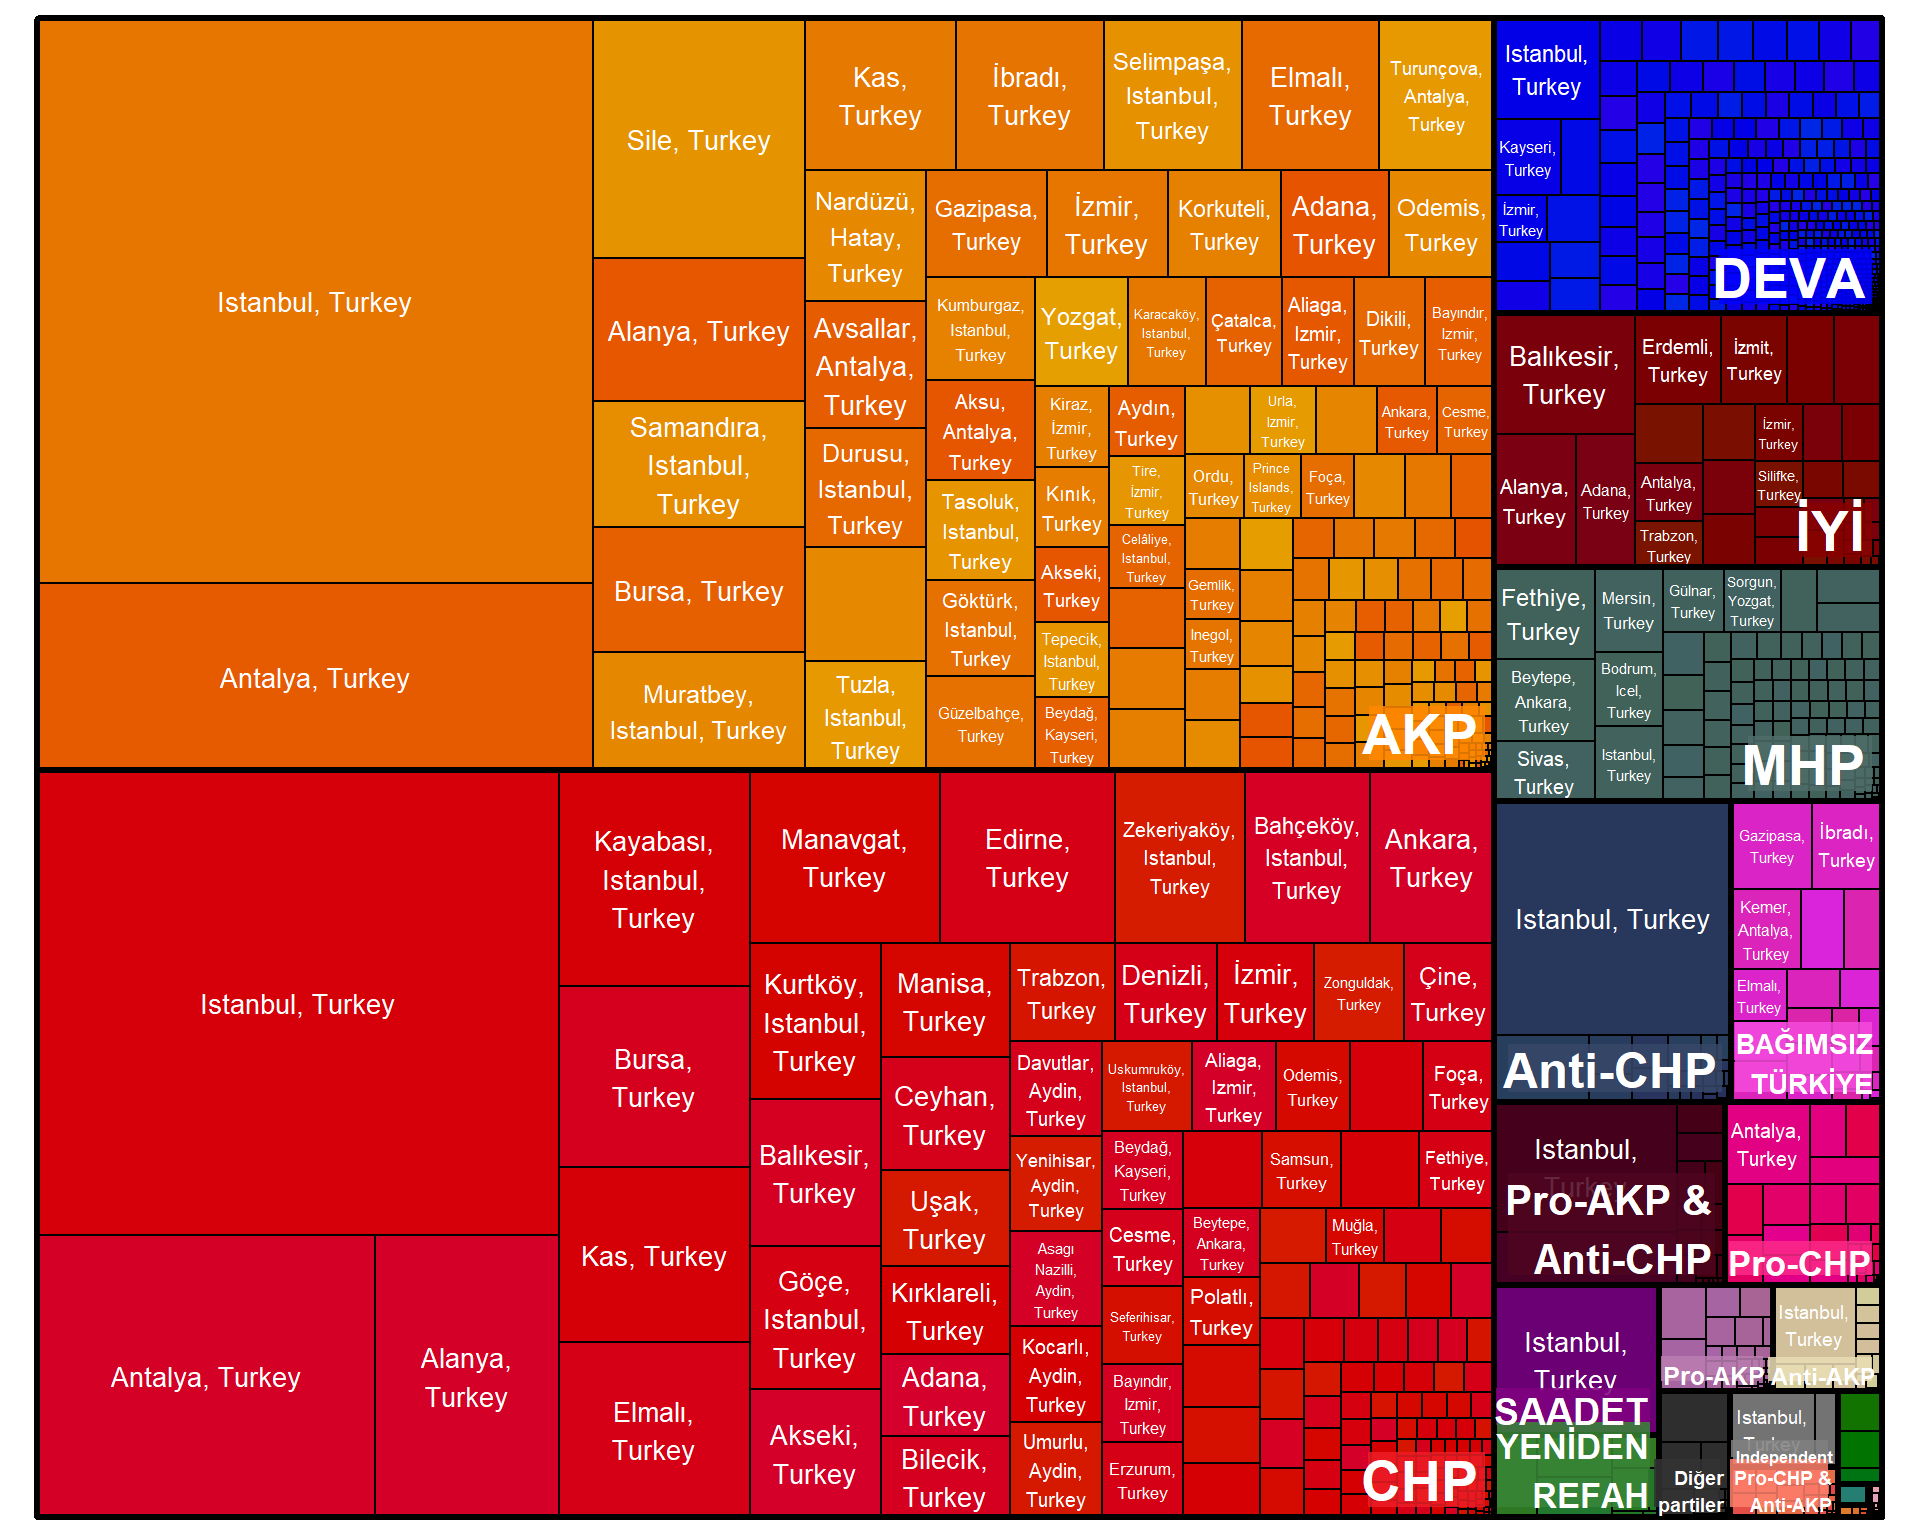 Istanbul, Turkey
Antalya, Turkey
Sile, Turkey
Alanya, Turkey
Samandıra,
Istanbul,
Turkey
Bursa, Turkey
Muratbey,
Istanbul, Turkey
Kas,
Turkey
İbradı,
Turkey
Selimpaşa,
Istanbul,
Turkey
Elmalı,
Turkey
Turunçova,
Antalya,
Turkey
Nardüzü,
Hatay,
Turkey
Avsallar,
Antalya,
Turkey
Durusu,
Istanbul,
Turkey
Tuzla,
Istanbul,
Turkey
Gazipasa,
Turkey
İzmir,
Turkey
Korkuteli,
Turkey
Adana,
Turkey
Odemis,
Turkey
Kumburgaz,
Istanbul,
Turkey
Aksu,
Antalya,
Turkey
Tasoluk,
Istanbul,
Turkey
Göktürk,
Istanbul,
Turkey
Güzelbahçe,
Turkey
Yozgat,
Turkey
Karacaköy,
Istanbul,
Turkey
Çatalca,
Turkey
Aliaga,
Izmir,
Turkey
Dikili,
Turkey
Bayındır,
Izmir,
Turkey
Kiraz,
İzmir,
Turkey
Kınık,
Turkey
Akseki,
Turkey
Tepecik,
Istanbul,
Turkey
Beydağ,
Kayseri,
Turkey
Aydın,
Turkey
Tire,
İzmir,
Turkey
Celâliye,
Istanbul,
Turkey
Urla,
Izmir,
Turkey
Ankara,
Turkey
Cesme,
Turkey
Ordu,
Turkey
Prince
Islands,
Turkey
Foça,
Turkey
Gemlik,
Turkey
Inegol,
Turkey
AKP
Istanbul, Turkey
Antalya, Turkey
Alanya,
Turkey
Kayabası,
Istanbul,
Turkey
Bursa,
Turkey
Kas, Turkey
Elmalı,
Turkey
Manavgat,
Turkey
Edirne,
Turkey
Zekeriyaköy,
Istanbul,
Turkey
Bahçeköy,
Istanbul,
Turkey
Ankara,
Turkey
Kurtköy,
Istanbul,
Turkey
Balıkesir,
Turkey
Göçe,
Istanbul,
Turkey
Akseki,
Turkey
Manisa,
Turkey
Ceyhan,
Turkey
Uşak,
Turkey
Kırklareli,
Turkey
Adana,
Turkey
Bilecik,
Turkey
Trabzon,
Turkey
Denizli,
Turkey
İzmir,
Turkey
Zonguldak,
Turkey
Çine,
Turkey
Davutlar,
Aydin,
Turkey
Yenihisar,
Aydin,
Turkey
Asagı
Nazilli,
Aydin,
Turkey
Kocarlı,
Aydin,
Turkey
Umurlu,
Aydin,
Turkey
Uskumruköy,
Istanbul,
Turkey
Aliaga,
Izmir,
Turkey
Odemis,
Turkey
Foça,
Turkey
Beydağ,
Kayseri,
Turkey
Samsun,
Turkey
Fethiye,
Turkey
Cesme,
Turkey
Seferihisar,
Turkey
Bayındır,
Izmir,
Turkey
Erzurum,
Turkey
Beytepe,
Ankara,
Turkey
Polatlı,
Turkey
Muğla,
Turkey
CHP
Istanbul,
Turkey
Kayseri,
Turkey
İzmir,
Turkey
DEVA
Balıkesir,
Turkey
Erdemli,
Turkey
İzmit,
Turkey
Alanya,
Turkey
Adana,
Turkey
Antalya,
Turkey
Trabzon,
Turkey
İzmir,
Turkey
Silifke,
Turkey
İYİ
Fethiye,
Turkey
Beytepe,
Ankara,
Turkey
Sivas,
Turkey
Mersin,
Turkey
Bodrum,
Icel,
Turkey
Istanbul,
Turkey
Gülnar,
Turkey
Sorgun,
Yozgat,
Turkey
MHP
Istanbul, Turkey
Anti-CHP
Gazipasa,
Turkey
İbradı,
Turkey
Kemer,
Antalya,
Turkey
Elmalı,
Turkey
BAĞIMSIZ
TÜRKİYE
Istanbul,
Turkey
Pro-AKP &
Anti-CHP
Antalya,
Turkey
Pro-CHP
Istanbul,
Turkey
SAADET
YENİDEN
REFAH
Pro-AKP
Istanbul,
Turkey
Anti-AKP
Diğer
partiler
Istanbul,
Turkey
Independent
Pro-CHP &
Anti-AKP